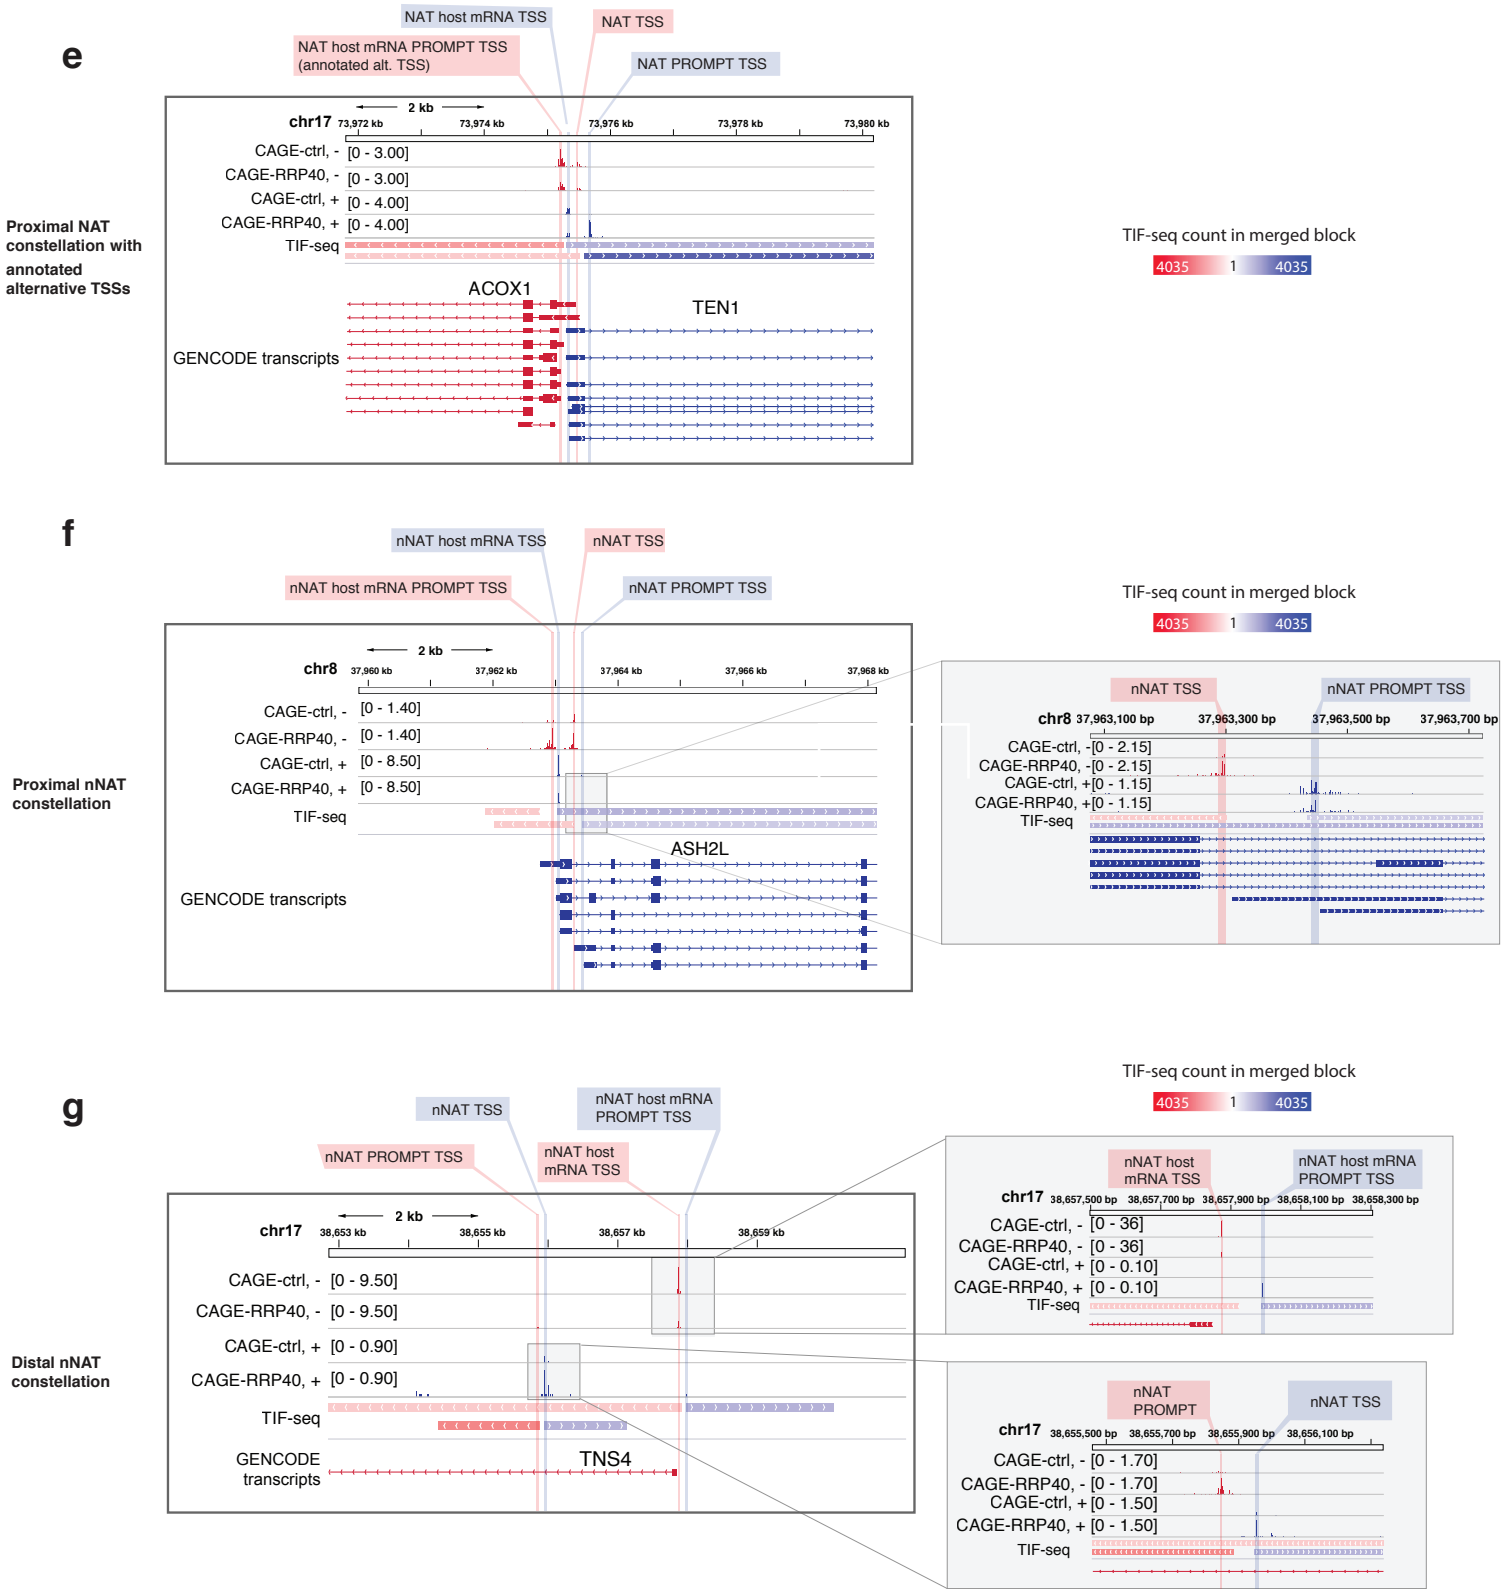 e
NAT host mRNA TSS
NAT TSS
NAT host mRNA PROMPT TSS
(annotated alt. TSS)
NAT PROMPT TSS
2 kb
chr17
73,972 kb
73,974 kb
73,976 kb
73,978 kb
73,980 kb
CAGE-ctrl, - [0 - 3.00]
CAGE-RRP40, - [0 - 3.00]
CAGE-ctrl, + [0 - 4.00]
CAGE-RRP40, + [0 - 4.00]
TIF-seq
Proximal NAT
constellation with
annotated
alternative TSSs
ACOX1
TEN1
GENCODE transcripts
TIF-seq count in merged block
4035 1 4035
f
nNAT host mRNA TSS
nNAT TSS
nNAT host mRNA PROMPT TSS
nNAT PROMPT TSS
2 kb
chr8
37,960 kb
37,962 kb
37,964 kb
37,966 kb
37,968 kb
CAGE-ctrl, - [0 - 1.40]
CAGE-RRP40, - [0 - 1.40]
CAGE-ctrl, + [0 - 8.50]
CAGE-RRP40, + [0 - 8.50]
TIF-seq
Proximal nNAT
constellation
ASH2L
GENCODE transcripts
TIF-seq count in merged block
4035 1 4035
nNAT TSS
nNAT PROMPT TSS
chr8 37,963,100 bp 37,963,300 bp 37,963,500 bp 37,963,700 bp
CAGE-ctrl, -[0 - 2.15]
CAGE-RRP40, -[0 - 2.15]
CAGE-ctrl, +[0 - 1.15]
CAGE-RRP40, +[0 - 1.15]
TIF-seq
g
nNAT TSS
nNAT host mRNA
PROMPT TSS
nNAT PROMPT TSS
nNAT host
mRNA TSS
2 kb
chr17
38,653 kb
38,655 kb
38,657 kb
38,659 kb
CAGE-ctrl, - [0 - 9.50]
CAGE-RRP40, - [0 - 9.50]
CAGE-ctrl, + [0 - 0.90]
CAGE-RRP40, + [0 - 0.90]
TIF-seq
Distal nNAT
constellation
TNS4
GENCODE
transcripts
TIF-seq count in merged block
4035 1 4035
nNAT host
mRNA TSS
nNAT host mRNA
PROMPT TSS
chr17 38,657,500 bp 38,657,700 bp 38,657,900 bp 38,658,100 bp 38,658,300 bp
CAGE-ctrl, - [0 - 36]
CAGE-RRP40, - [0 - 36]
CAGE-ctrl, + [0 - 0.10]
CAGE-RRP40, + [0 - 0.10]
TIF-seq
nNAT
PROMPT
nNAT TSS
chr17 38,655,500 bp 38,655,700 bp 38,655,900 bp 38,656,100 bp
CAGE-ctrl, - [0 - 1.70]
CAGE-RRP40, - [0 - 1.70]
CAGE-ctrl, + [0 - 1.50]
CAGE-RRP40, + [0 - 1.50]
TIF-seq